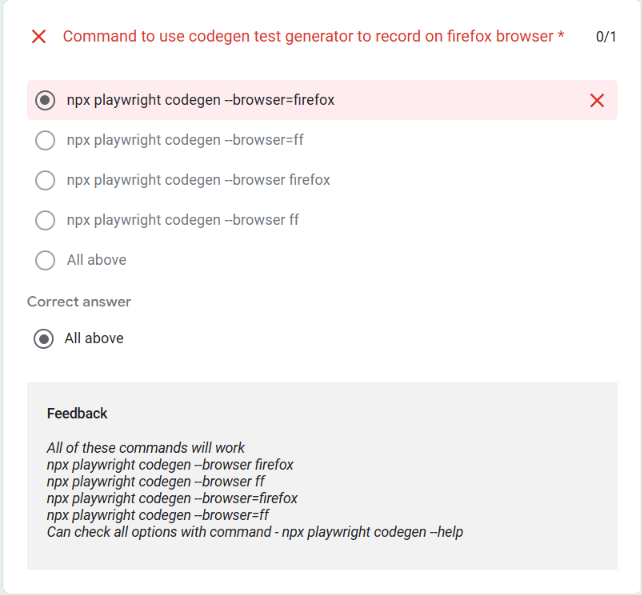 Command to use codegen test generator to record on firefox browser * 0/1
npx playwright codegen --browser=firefox
npx playwright codegen --browser=ff
npx playwright codegen --browser firefox
npx playwright codegen --browser ff
All above
Correct answer
All above
Feedback
All of these commands will work
npx playwright codegen --browser firefox
npx playwright codegen --browser ff
npx playwright codegen --browser=firefox
npx playwright codegen --browser=ff
Can check all options with command - npx playwright codegen --help